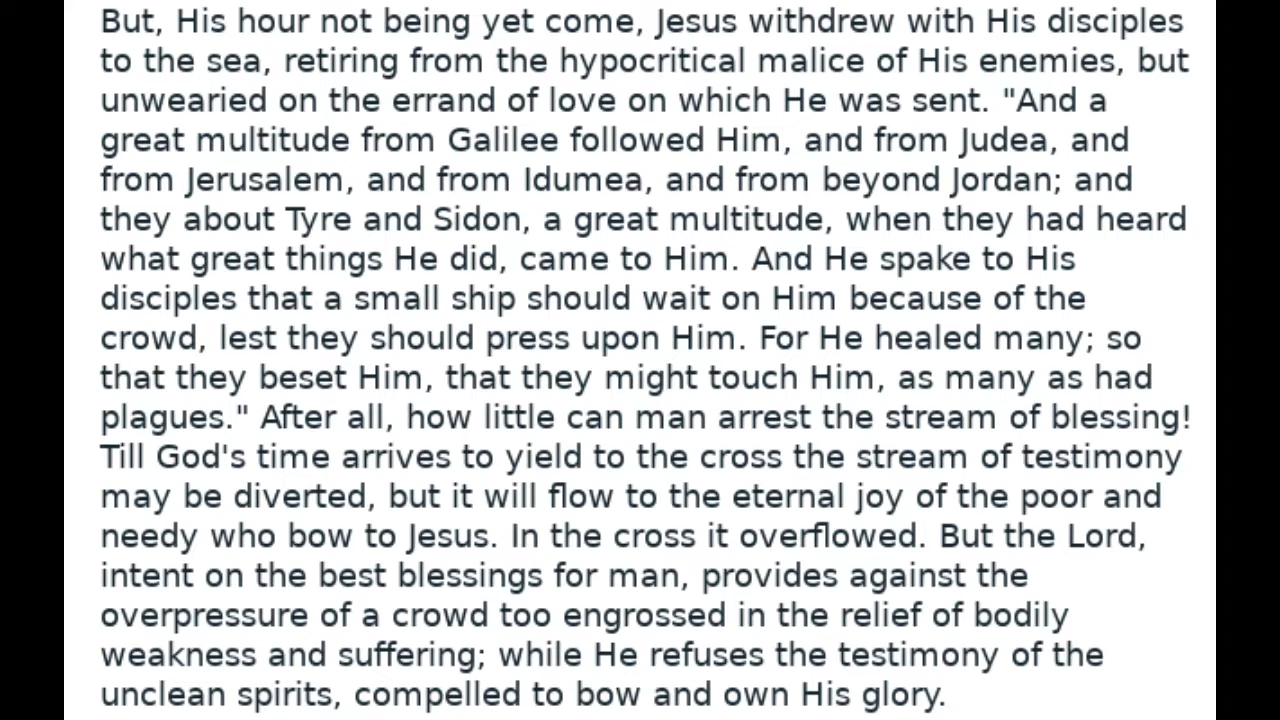 But, His hour not being yet come, Jesus withdrew with His disciples
to the sea, retiring from the hypocritical malice of His enemies, but
unwearied on the errand of love on which He was sent. "And a
great multitude from Galilee followed Him, and from Judea, and
from Jerusalem, and from Idumea, and from beyond Jordan; and
they about Tyre and Sidon, a great multitude, when they had heard
what great things He did, came to Him. And He spake to His
disciples that a small ship should wait on Him because of the
crowd, lest they should press upon Him. For He healed many; so
that they beset Him, that they might touch Him, as many as had
plagues." After all, how little can man arrest the stream of blessing!
Till God's time arrives to yield to the cross the stream of testimony
may be diverted, but it will flow to the eternal joy of the poor and
needy who bow to Jesus. In the cross it overflowed. But the Lord,
intent on the best blessings for man, provides against the
overpressure of a crowd too engrossed in the relief of bodily
weakness and suffering; while He refuses the testimony of the
unclean spirits, compelled to bow and own His glory.